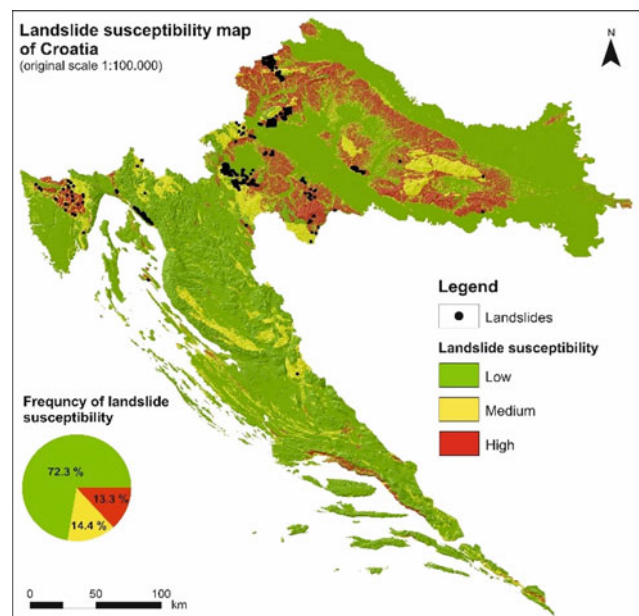 Landslide susceptibility map
of Croatia
(original scale 1:100.000)
N
Legend
Landslides
Landslide susceptibility
Low
Medium
High
Frequncy of landslide
susceptibility
72.3 %
13.3 %
14.4 %
0 50 100
km